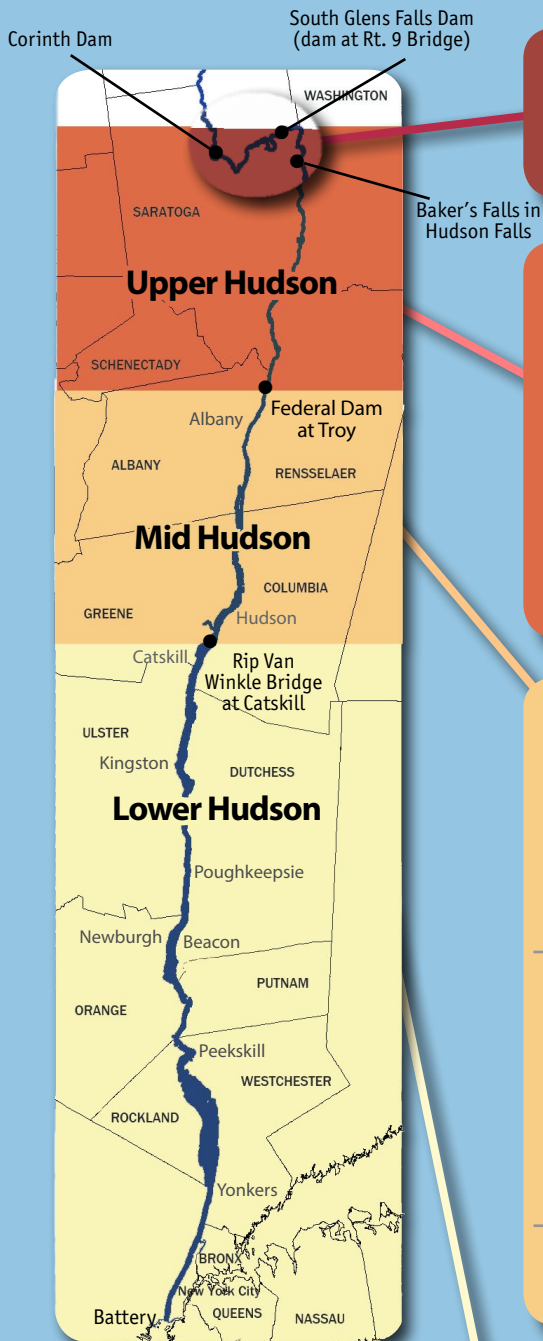 South Glens Falls Dam
(dam at Rt. 9 Bridge)
Corinth Dam
WASHINGTON
Baker's Falls in
Hudson Falls
SARATOGA
Upper Hudson
SCHENECTADY
Federal Dam
at Troy
Albany
ALBANY
RENSSELAER
Mid Hudson
COLUMBIA
GREENE
Hudson
Catskill
Rip Van
Winkle Bridge
at Catskill
ULSTER
Kingston
DUTCHESS
Lower Hudson
Poughkeepsie
Newburgh
Beacon
PUTNAM
ORANGE
Peekskill
WESTCHESTER
ROCKLAND
Yonkers
BRONX
New York City
Battery
QUEENS
NASSAU